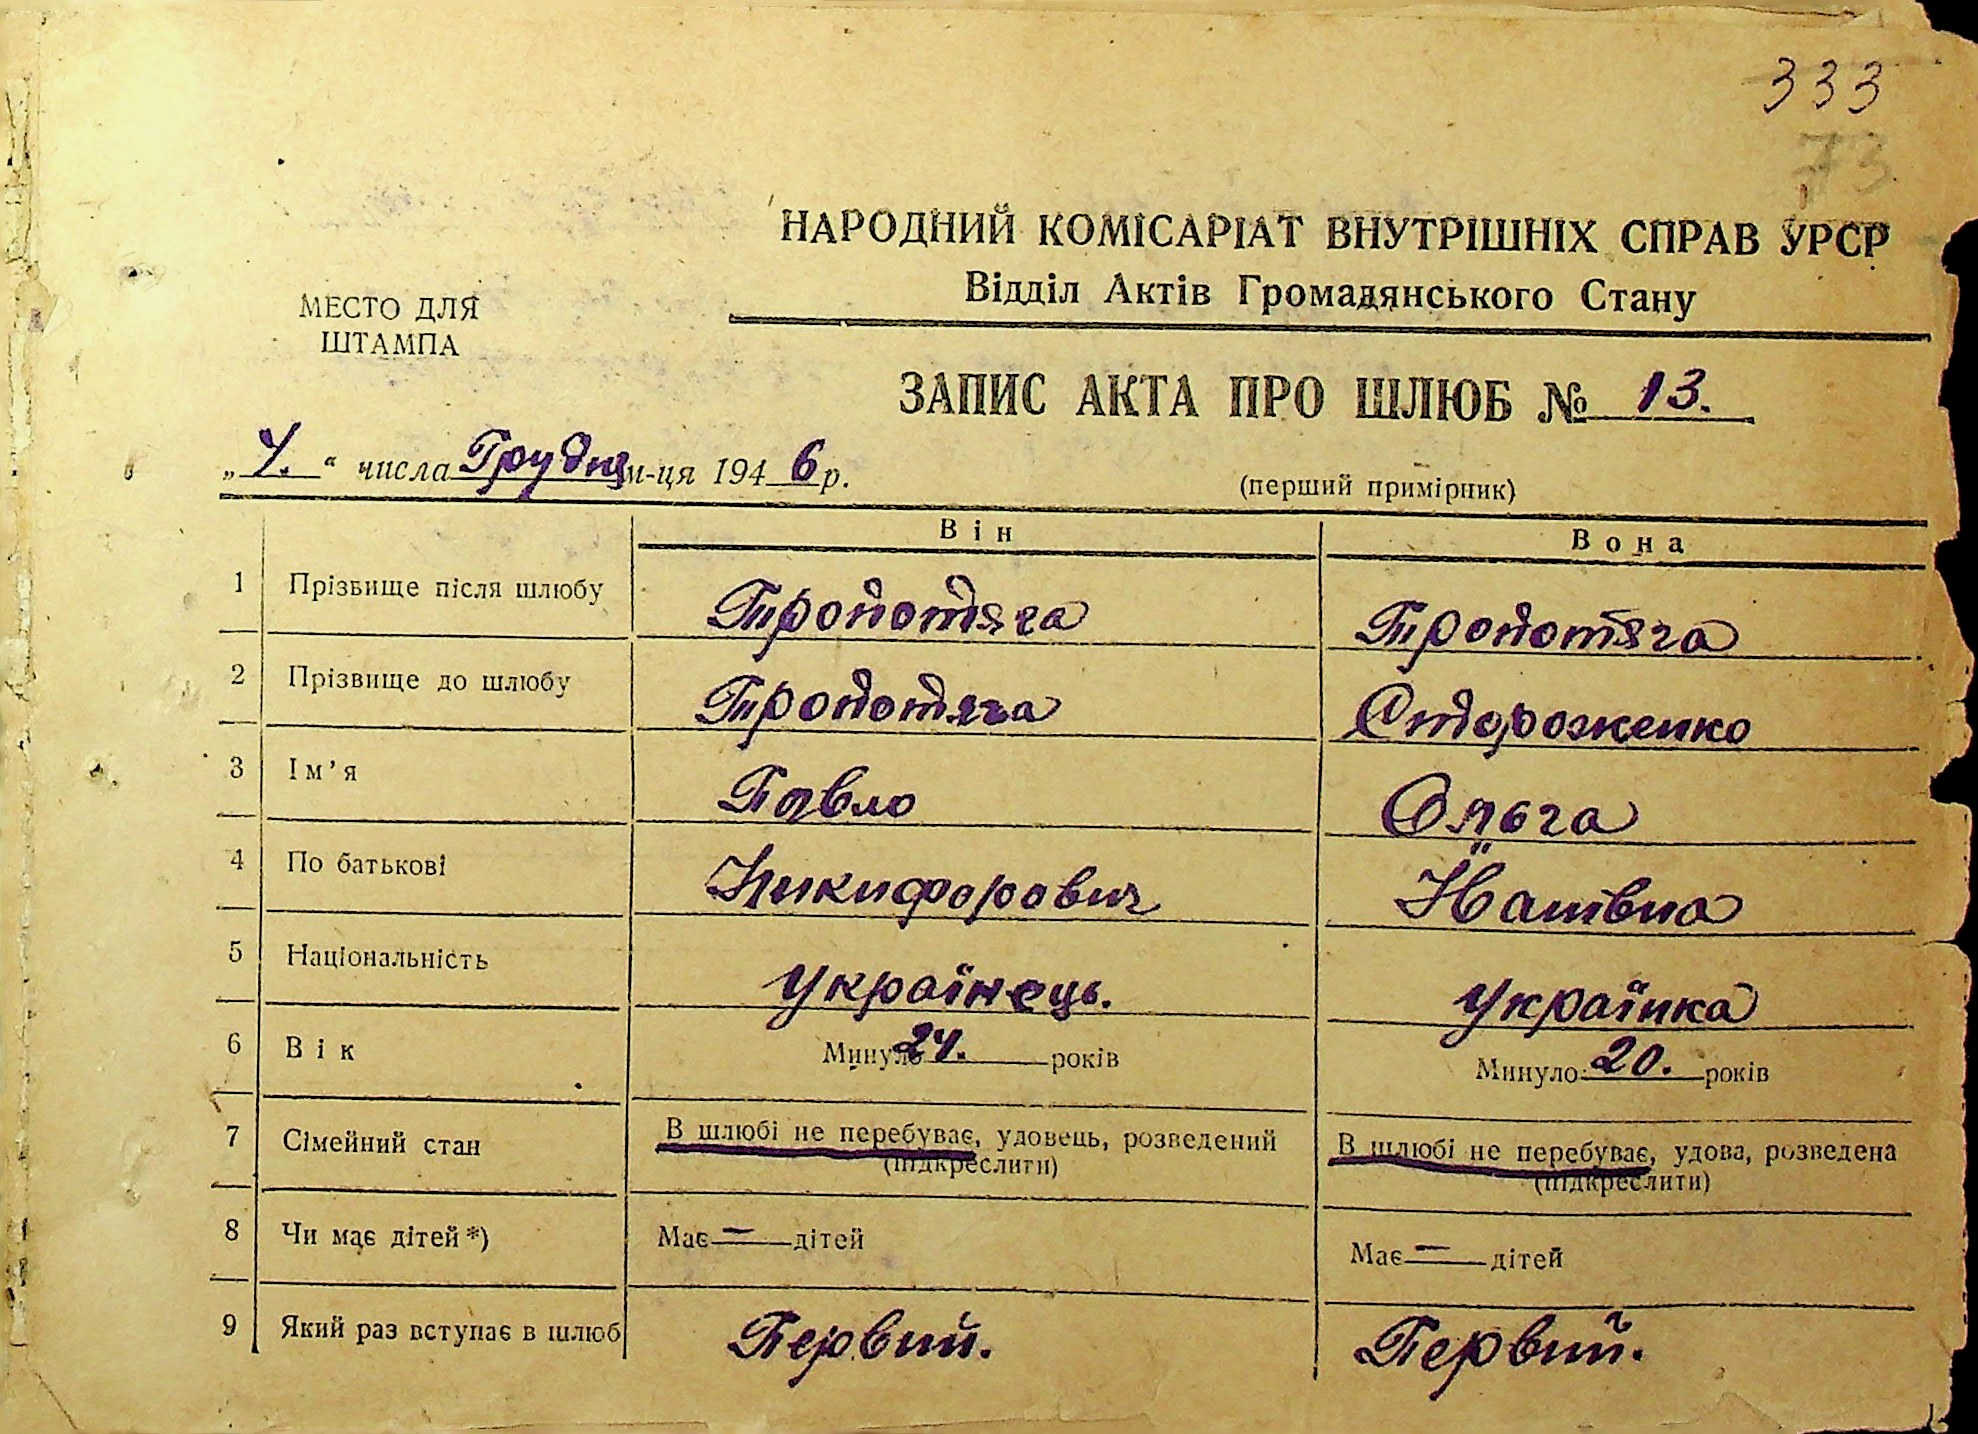 333
73
НАРОДНИЙ КОМІСАРІАТ ВНУТРІШНІХ СПРАВ УРСР
Відділ Актів Громадянського Стану
МЕСТО ДЛЯ
ШТАМПА
ЗАПИС АКТА ПРО ШЛЮБ № 13.
„4.“ числа Грудня м-ця 1946 р.
(перший примірник)
Він Вона
1 Прізвище після шлюбу Тропотяга Тропотяга
2 Прізвище до шлюбу Тропотяга Стороженко
3 Ім'я Павло Ольга
4 По батькові Никифорович
5 Національність Українець. Українка
6 Вік Минуло 24. років Минуло 20. років
7 Сімейний стан В шлюбі не перебуває, удовець, розведений В шлюбі не перебуває, удова, розведена
(підкреслити) (підкреслити)
8 Чи має дітей*) Має — дітей Має — дітей
9 Який раз вступає в шлюб Первий. Первий.